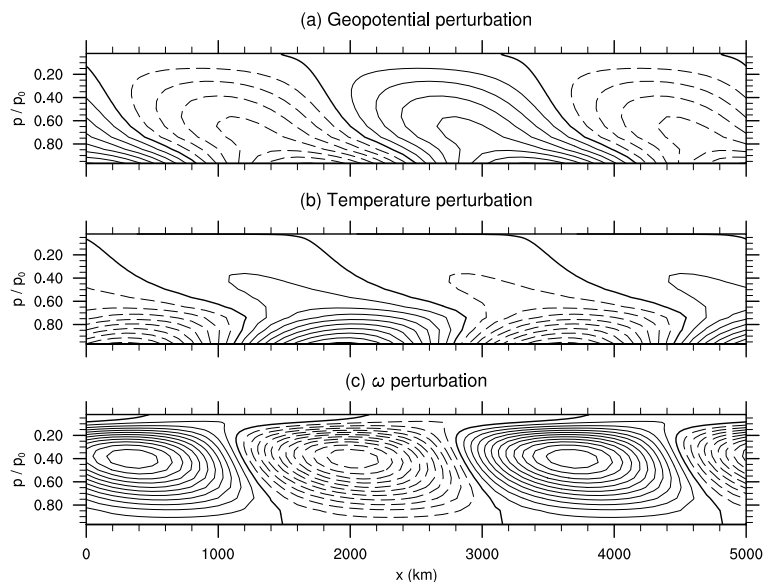 (a) Geopotential perturbation
0.20
0.40
0.60
0.80
p / p₀
(b) Temperature perturbation
0.20
0.40
0.60
0.80
p / p₀
(c) ω perturbation
0.20
0.40
0.60
0.80
p / p₀
0 1000 2000 3000 4000 5000
x (km)